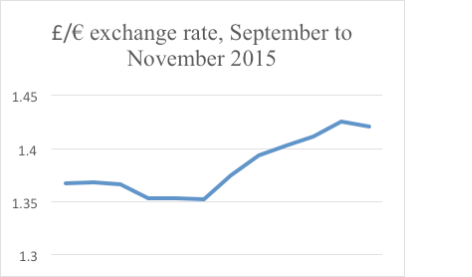 £/€ exchange rate, September to
November 2015
1.45
1.4
1.35
1.3